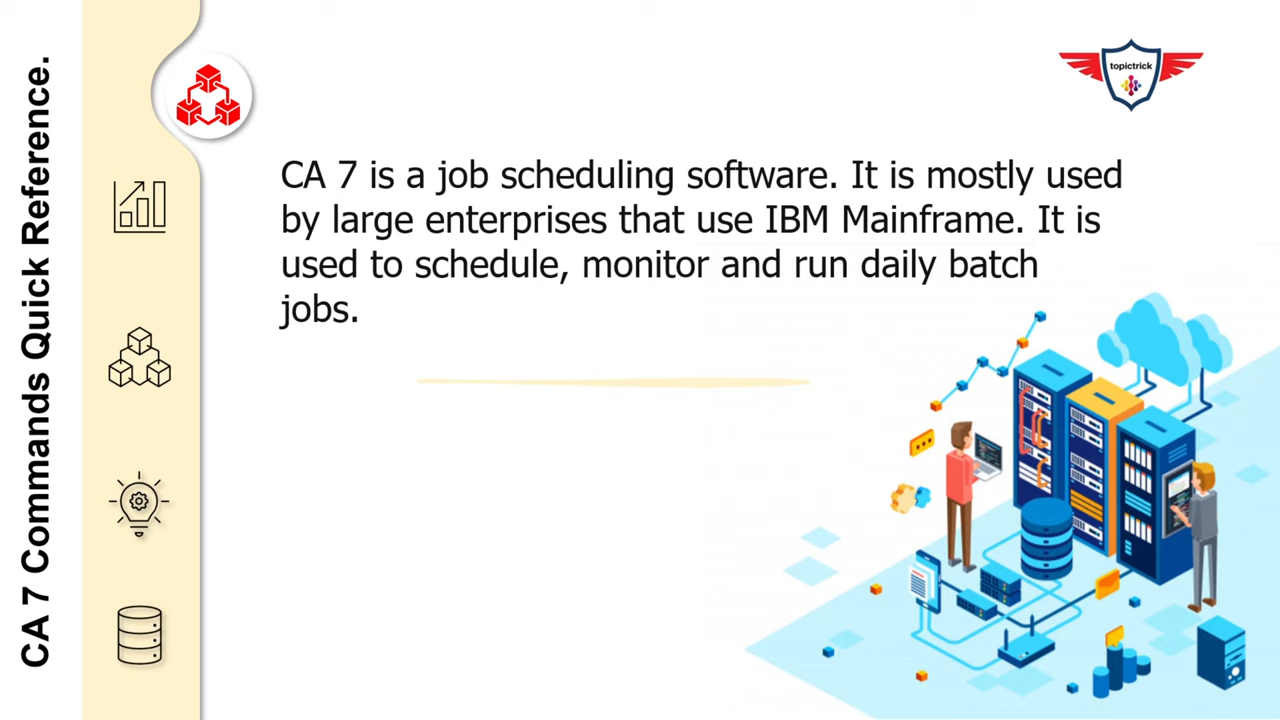 CA 7 Commands Quick Reference.
topictrick
CA 7 is a job scheduling software. It is mostly used
by large enterprises that use IBM Mainframe. It is
used to schedule, monitor and run daily batch
jobs.